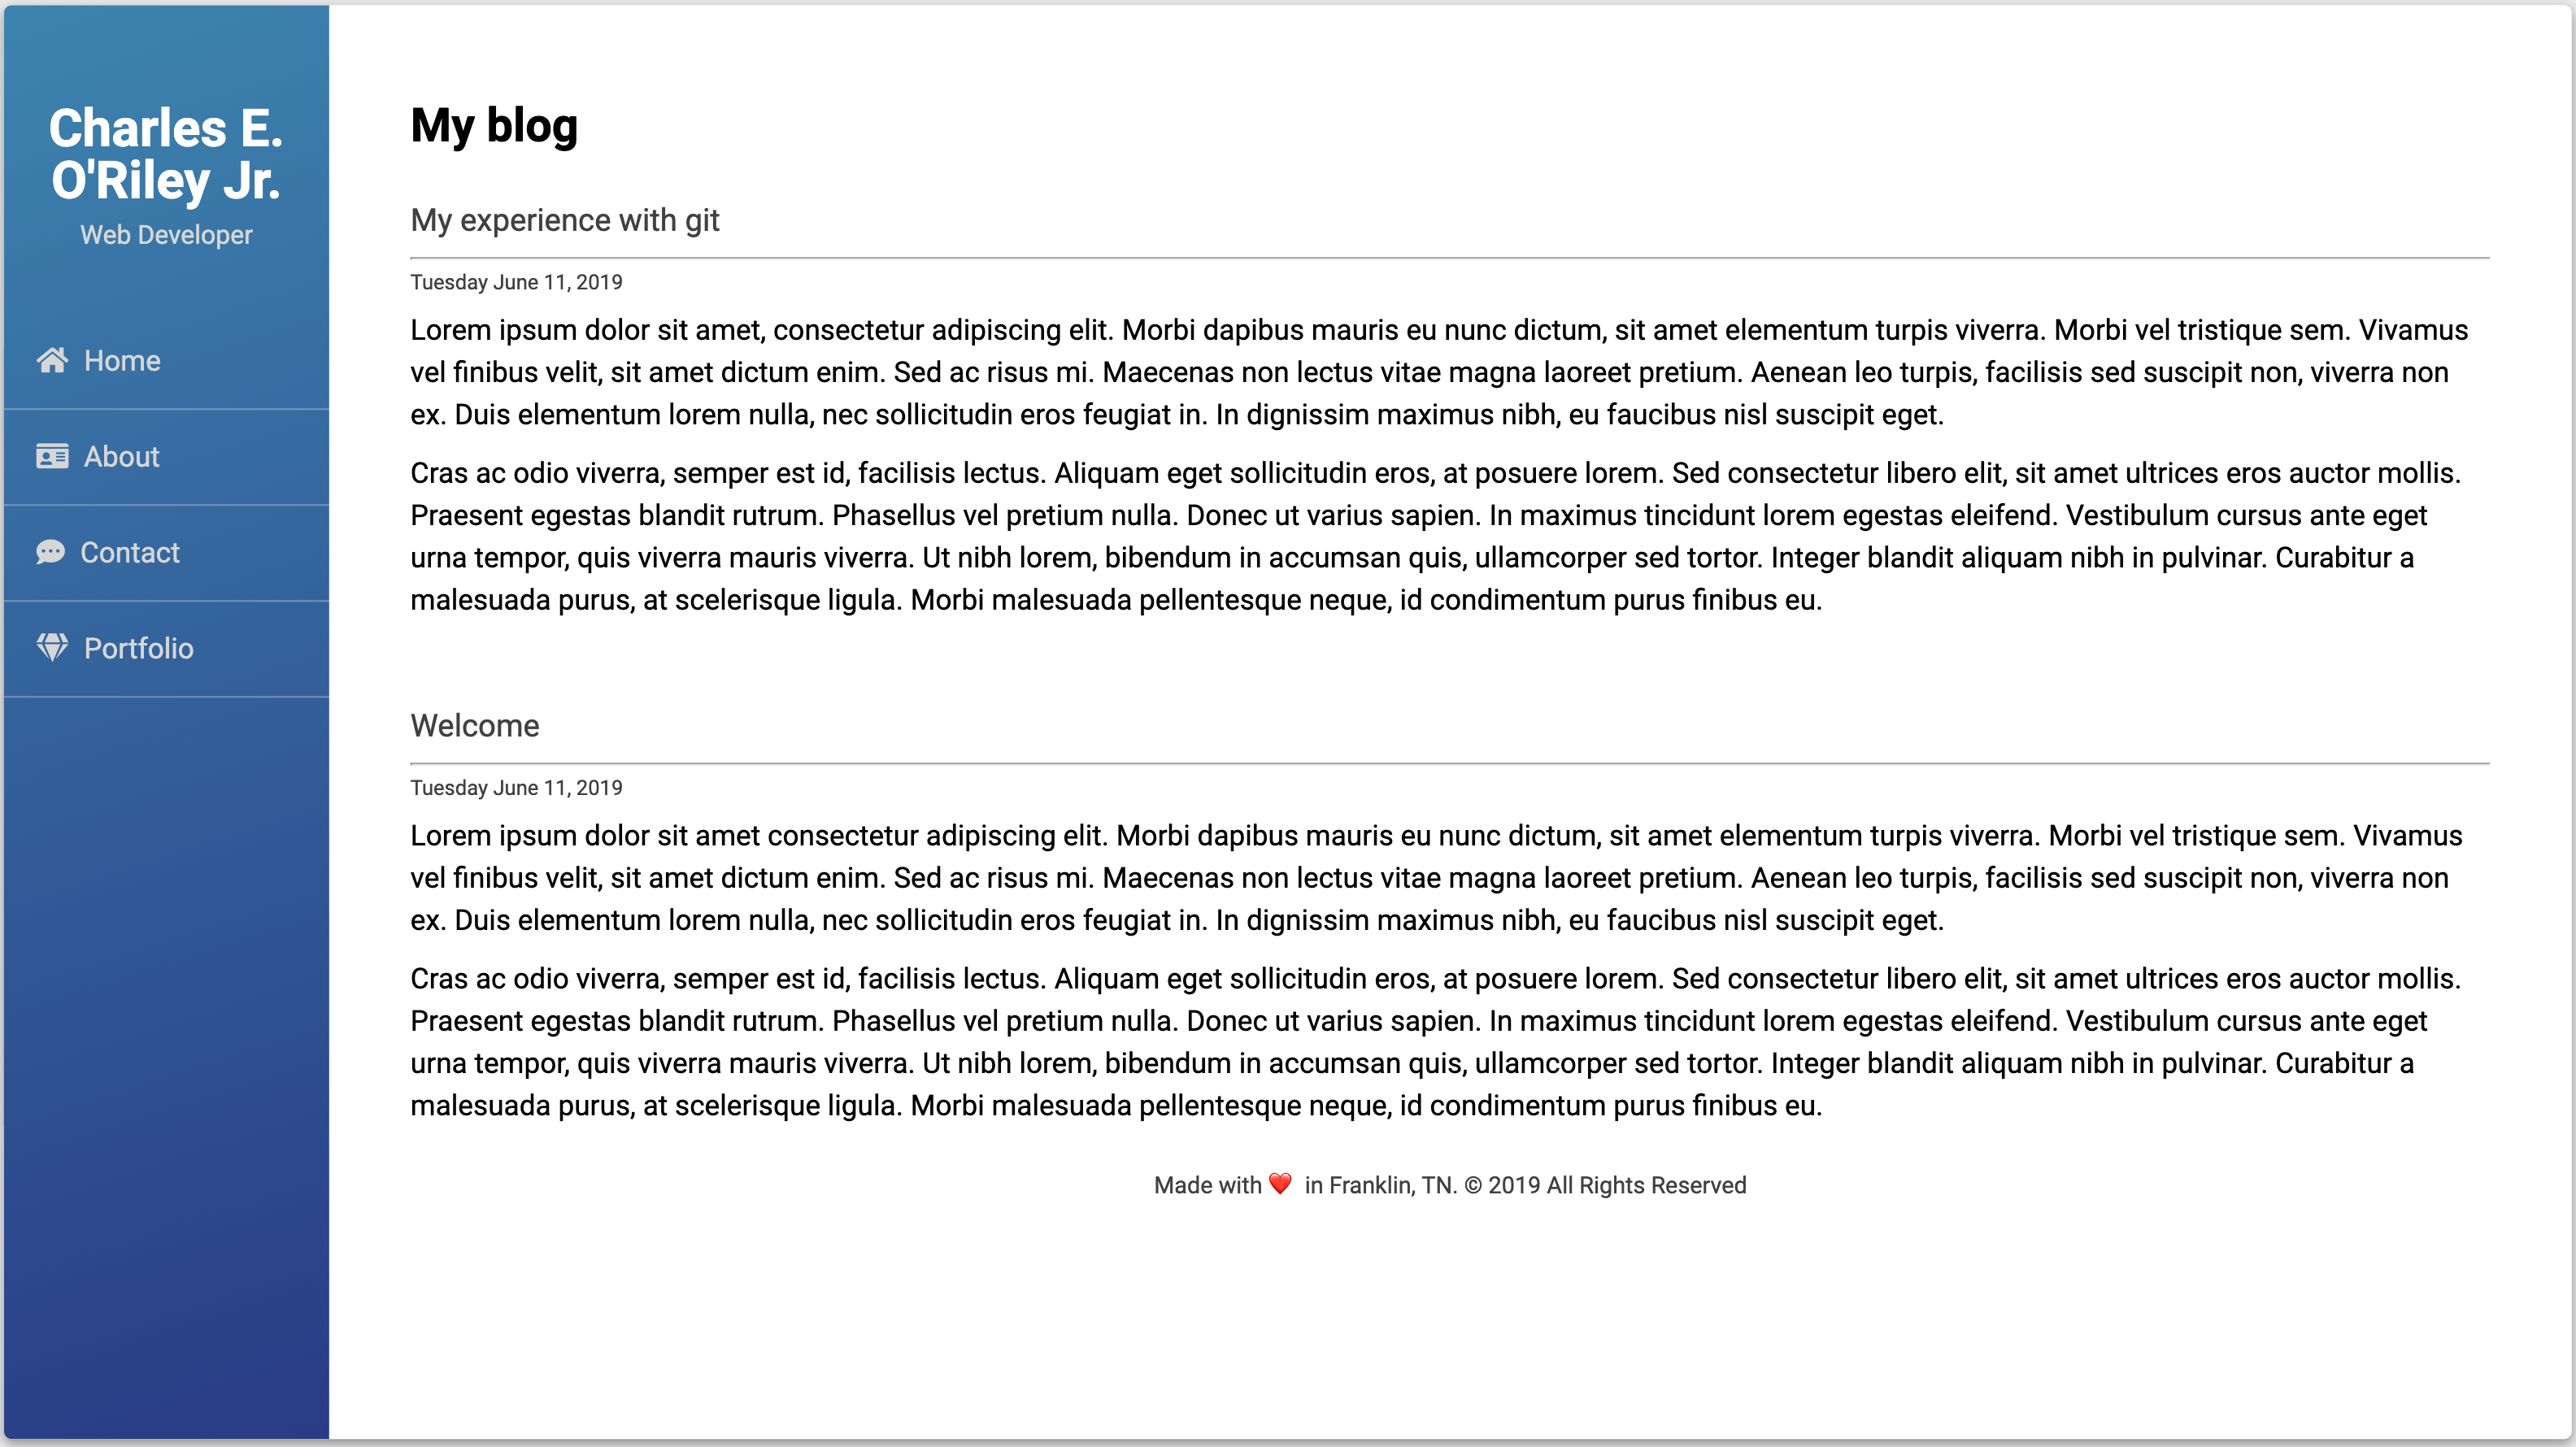 Charles E.
O'Riley Jr.
Web Developer
Home
About
Contact
Portfolio
My blog
My experience with git
Tuesday June 11, 2019
Lorem ipsum dolor sit amet, consectetur adipiscing elit. Morbi dapibus mauris eu nunc dictum, sit amet elementum turpis viverra. Morbi vel tristique sem. Vivamus
vel finibus velit, sit amet dictum enim. Sed ac risus mi. Maecenas non lectus vitae magna laoreet pretium. Aenean leo turpis, facilisis sed suscipit non, viverra non
ex. Duis elementum lorem nulla, nec sollicitudin eros feugiat in. In dignissim maximus nibh, eu faucibus nisl suscipit eget.
Cras ac odio viverra, semper est id, facilisis lectus. Aliquam eget sollicitudin eros, at posuere lorem. Sed consectetur libero elit, sit amet ultrices eros auctor mollis.
Praesent egestas blandit rutrum. Phasellus vel pretium nulla. Donec ut varius sapien. In maximus tincidunt lorem egestas eleifend. Vestibulum cursus ante eget
urna tempor, quis viverra mauris viverra. Ut nibh lorem, bibendum in accumsan quis, ullamcorper sed tortor. Integer blandit aliquam nibh in pulvinar. Curabitur a
malesuada purus, at scelerisque ligula. Morbi malesuada pellentesque neque, id condimentum purus finibus eu.
Welcome
Tuesday June 11, 2019
Lorem ipsum dolor sit amet consectetur adipiscing elit. Morbi dapibus mauris eu nunc dictum, sit amet elementum turpis viverra. Morbi vel tristique sem. Vivamus
vel finibus velit, sit amet dictum enim. Sed ac risus mi. Maecenas non lectus vitae magna laoreet pretium. Aenean leo turpis, facilisis sed suscipit non, viverra non
ex. Duis elementum lorem nulla, nec sollicitudin eros feugiat in. In dignissim maximus nibh, eu faucibus nisl suscipit eget.
Cras ac odio viverra, semper est id, facilisis lectus. Aliquam eget sollicitudin eros, at posuere lorem. Sed consectetur libero elit, sit amet ultrices eros auctor mollis.
Praesent egestas blandit rutrum. Phasellus vel pretium nulla. Donec ut varius sapien. In maximus tincidunt lorem egestas eleifend. Vestibulum cursus ante eget
urna tempor, quis viverra mauris viverra. Ut nibh lorem, bibendum in accumsan quis, ullamcorper sed tortor. Integer blandit aliquam nibh in pulvinar. Curabitur a
malesuada purus, at scelerisque ligula. Morbi malesuada pellentesque neque, id condimentum purus finibus eu.
Made with ❤️ in Franklin, TN. © 2019 All Rights Reserved